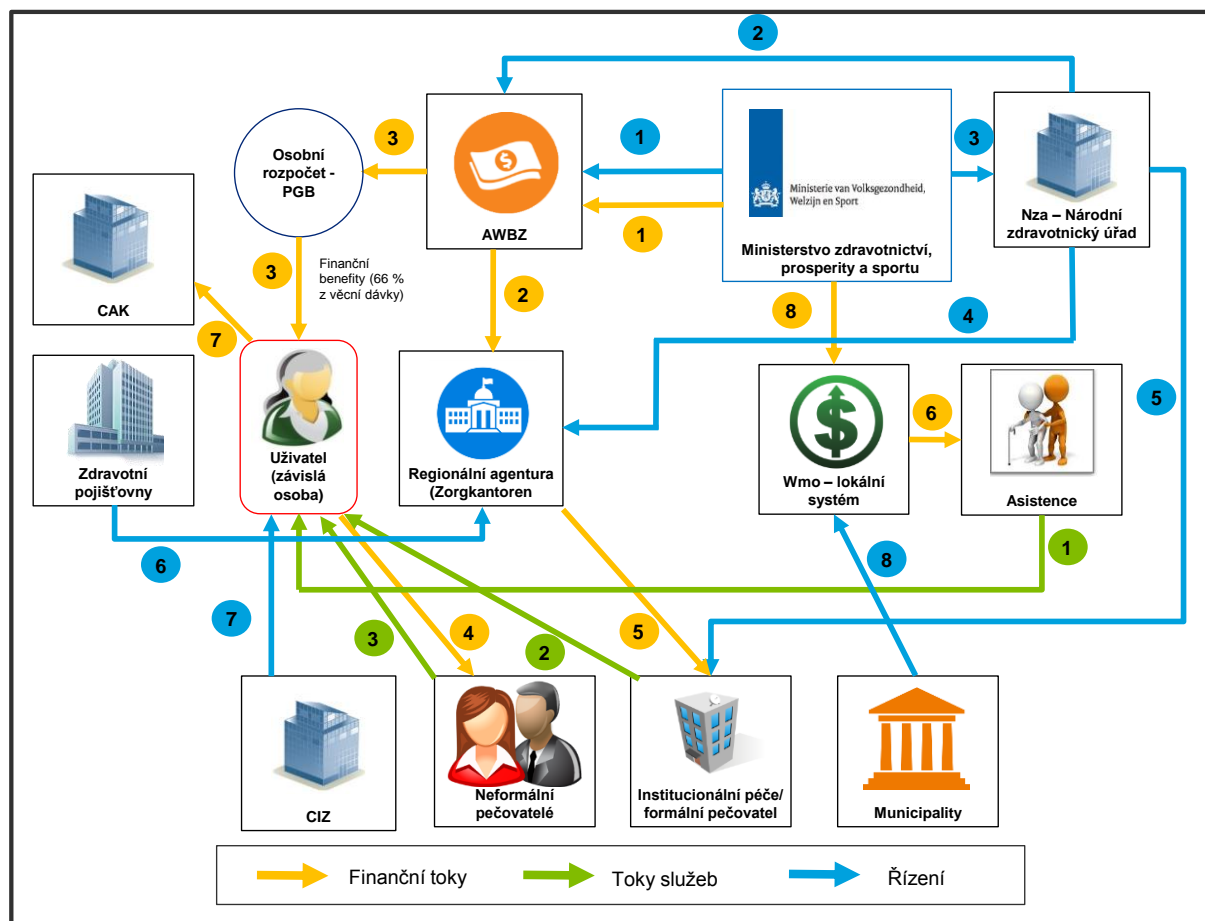 2
3
1
3
Osobní
rozpočet -
PGB
Ministerie van Volksgezondheid,
Welzijn en Sport
AWBZ
1
Nza – Národní
zdravotnický úřad
Ministerstvo zdravotnictví,
prosperity a sportu
3
Finanční
benefity (66 %
z věcní dávky)
CAK
2
8
4
7
5
6
Zdravotní
pojišťovny
Uživatel
(závislá
osoba)
Regionální agentura
(Zorgkantoren
Wmo – lokální
systém
Asistence
6
8
1
7
3
4
2
5
CIZ
Neformální
pečovatelé
Institucionální péče/
formální pečovatel
Municipality
Finanční toky
Toky služeb
Řízení